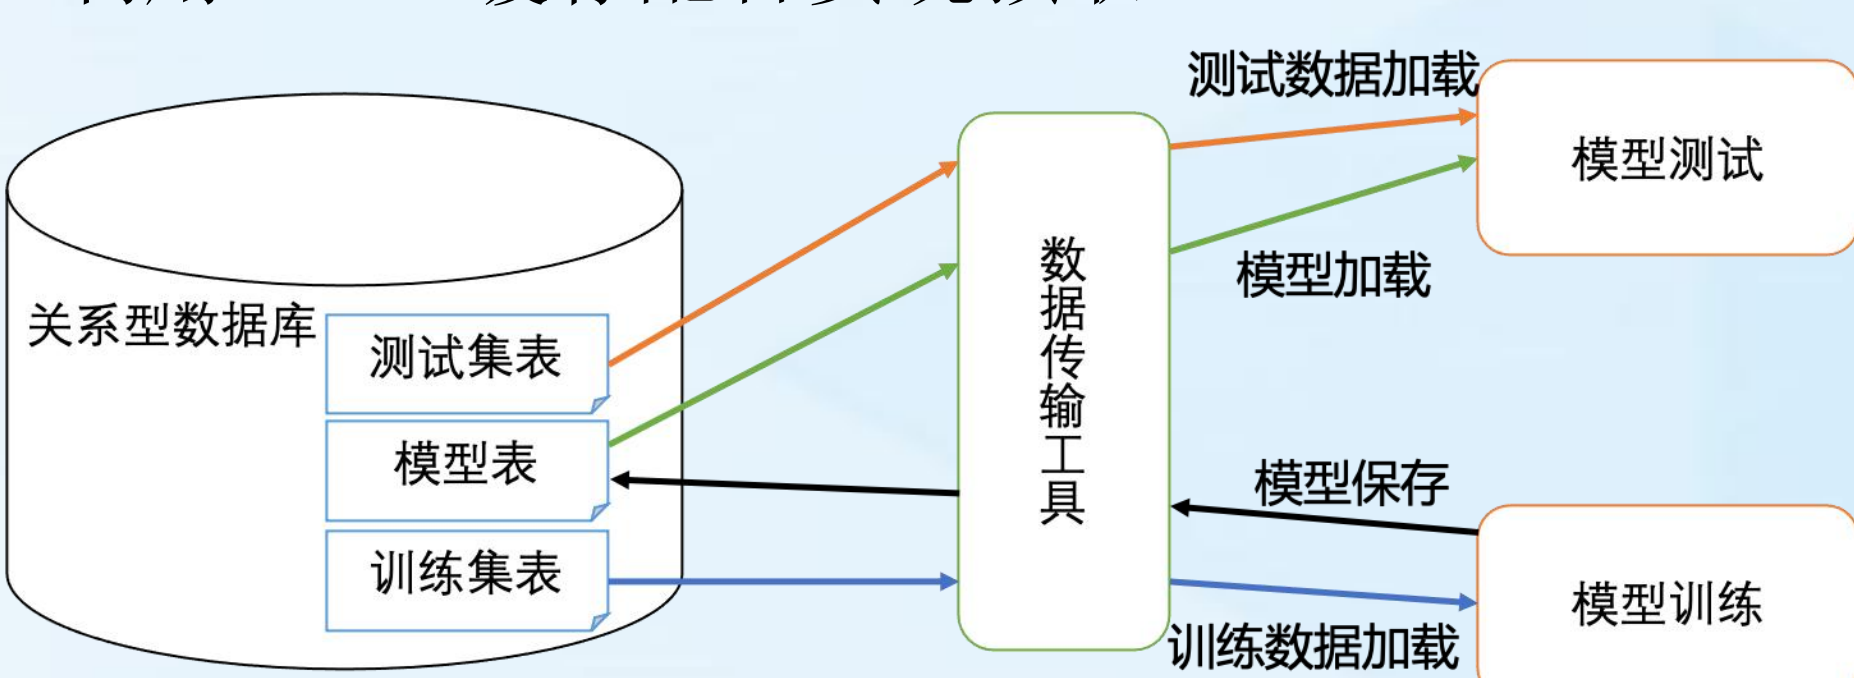 测试数据加载
模型测试
模型加载
关系型数据库
测试集表
模型表
训练集表
数据传输工具
模型保存
模型训练
训练数据加载